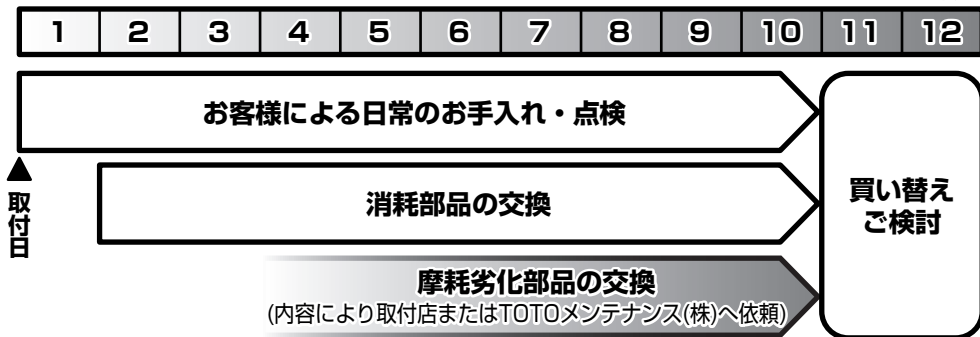 1 2 3 4 5 6 7 8 9 10 11 12
お客様による日常のお手入れ・点検
取付日
消耗部品の交換
買い替え
ご検討
摩耗劣化部品の交換
(内容により取付店またはTOTOメンテナンス(株)へ依頼)